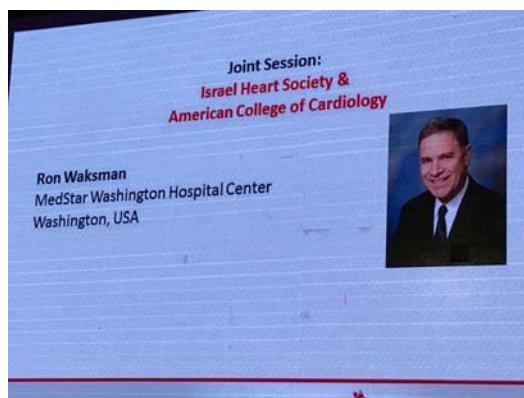 Joint Session:
Israel Heart Society &
American College of Cardiology
Ron Waksman
MedStar Washington Hospital Center
Washington, USA